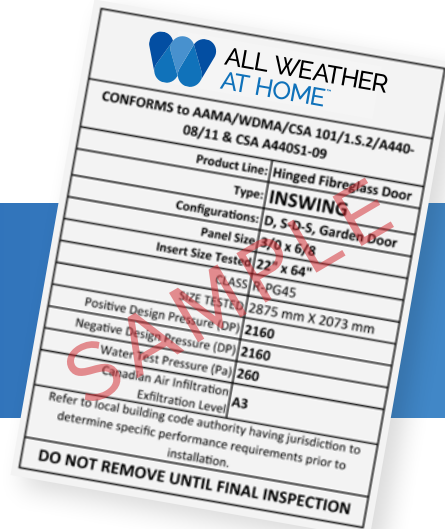 ALL WEATHER
AT HOME™
CONFORMS to AAMA/WDMA/CSA 101/1.S.2/A440-
08/11 & CSA A440S1-09
Product Line: Hinged Fibreglass Door
Type: INSWING
Configurations: D, S-D-S, Garden Door
Panel Size 3/0 x 6/8
Insert Size Tested 22" x 64"
CLASS R-PG45
SIZE TESTED 2875 mm X 2073 mm
Positive Design Pressure (DP) 2160
Negative Design Pressure (DP) 2160
Water Test Pressure (Pa) 260
Canadian Air Infiltration
Exfiltration Level A3
Refer to local building code authority having jurisdiction to
determine specific performance requirements prior to
installation.
DO NOT REMOVE UNTIL FINAL INSPECTION
SAMPLE